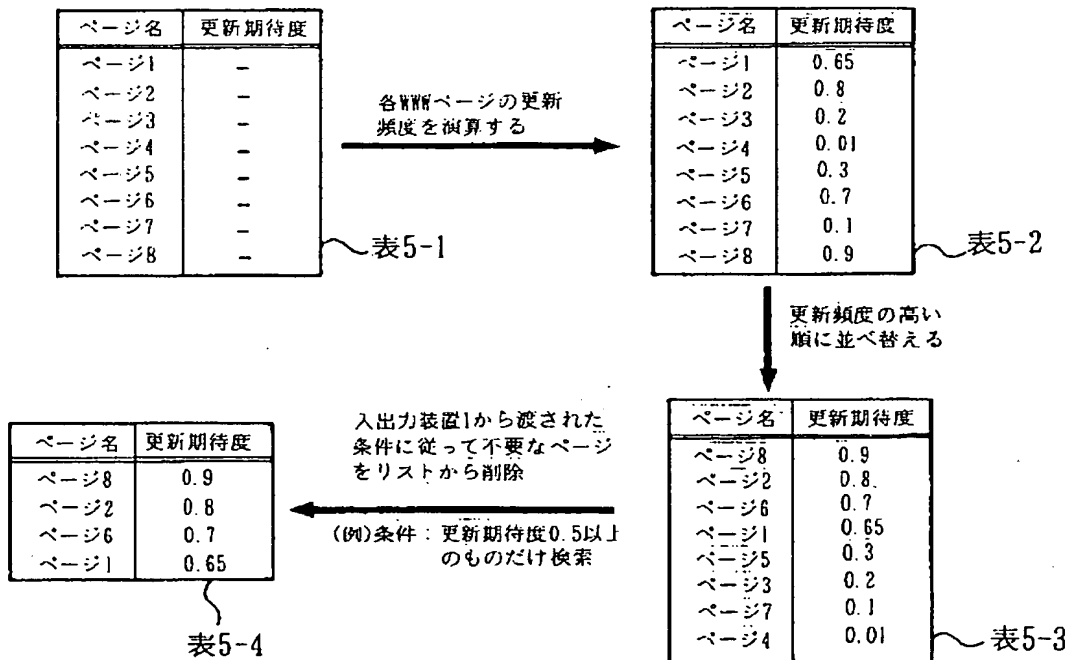 ページ名 更新期待度
ページ1 –
ページ2 –
ページ3 –
ページ4 –
ページ5 –
ページ6 –
ページ7 –
ページ8 –
表5-1
各WWWページの更新
頻度を演算する
ページ名 更新期待度
ページ1 0.65
ページ2 0.8
ページ3 0.2
ページ4 0.01
ページ5 0.3
ページ6 0.7
ページ7 0.1
ページ8 0.9
表5-2
更新頻度の高い
順に並べ替える
ページ名 更新期待度
ページ8 0.9
ページ2 0.8
ページ6 0.7
ページ1 0.65
ページ5 0.3
ページ3 0.2
ページ7 0.1
ページ4 0.01
表5-3
入出力装置1から渡された
条件に従って不要なページ
をリストから削除
(例)条件：更新期待度0.5以上
のものだけ検索
ページ名 更新期待度
ページ8 0.9
ページ2 0.8
ページ6 0.7
ページ1 0.65
表5-4